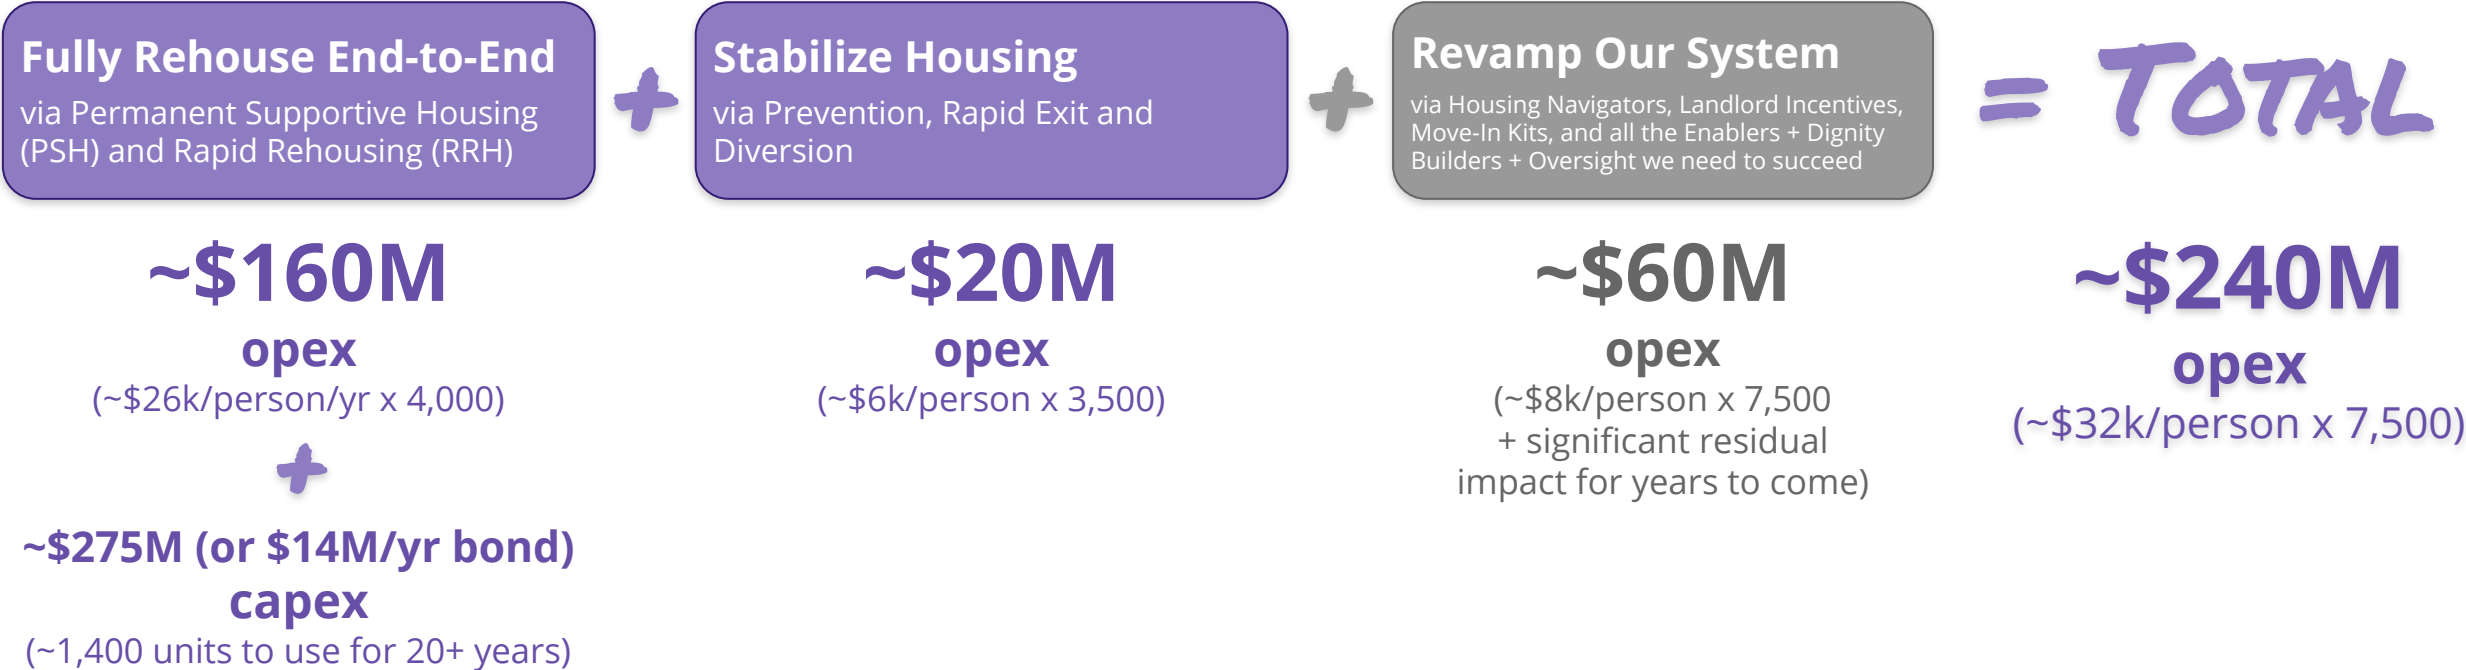 Fully Rehouse End-to-End
via Permanent Supportive Housing
(PSH) and Rapid Rehousing (RRH)
+
Stabilize Housing
via Prevention, Rapid Exit and
Diversion
+
Revamp Our System
via Housing Navigators, Landlord Incentives,
Move-In Kits, and all the Enablers + Dignity
Builders + Oversight we need to succeed
= TOTAL
~$160M
opex
(~$26k/person/yr x 4,000)
+
~$275M (or $14M/yr bond)
capex
(~1,400 units to use for 20+ years)
~$20M
opex
(~$6k/person x 3,500)
~$60M
opex
(~$8k/person x 7,500
+ significant residual
impact for years to come)
~$240M
opex
(~$32k/person x 7,500)